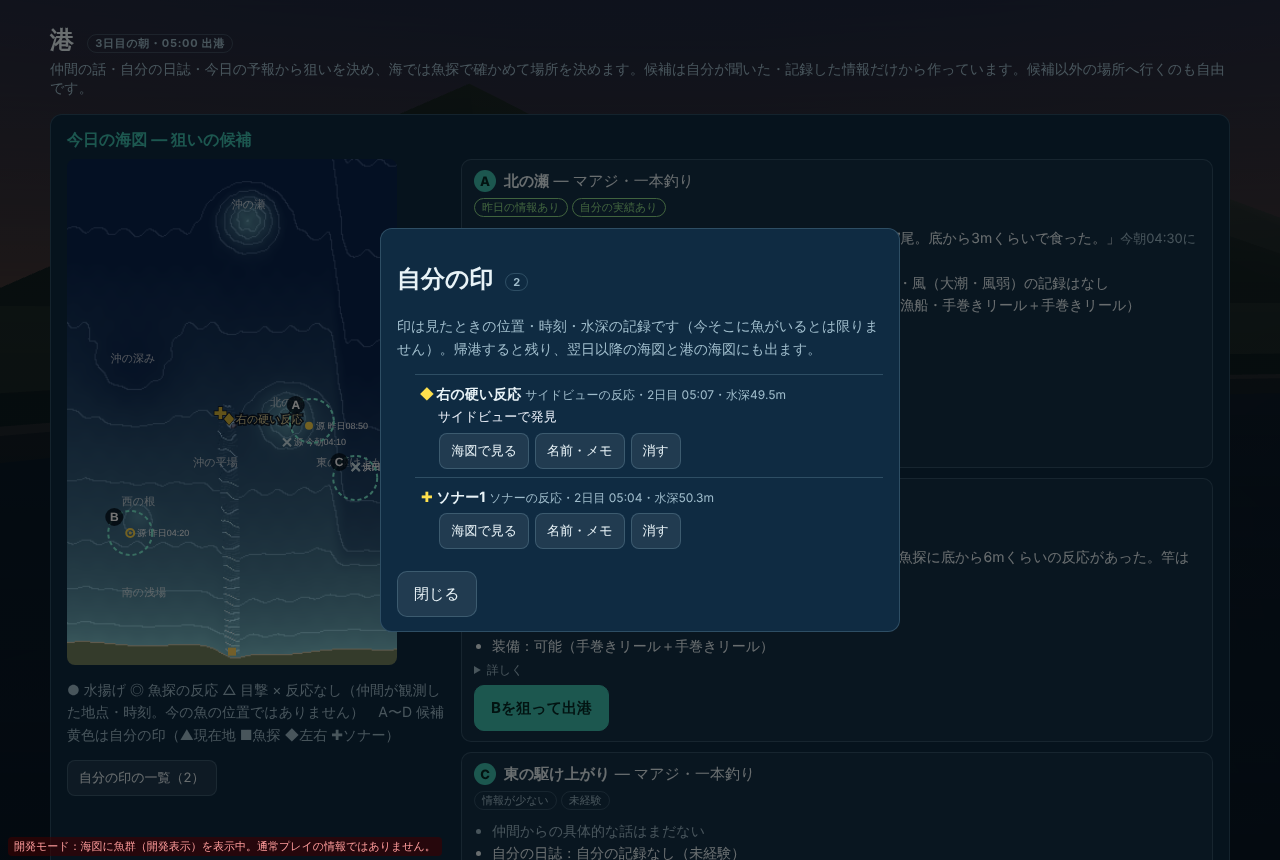 港 3日目の朝・05:00 出港
仲間の話・自分の日誌・今日の予報から狙いを決め、海では魚探で確かめて場所を決めます。候補は自分が聞いた・記録した情報だけから作っています。候補以外の場所へ行くのも自由
です。
今日の海図 — 狙いの候補
沖の瀬
沖の深み
北の
A
右の硬い反応
源 昨日08:50
源 今朝04:10
沖の平場
C
西の根
B
源 昨日04:20
南の浅場
● 水揚げ ◎ 魚探の反応 △ 目撃 × 反応なし（仲間が観測し
た地点・時刻。今の魚の位置ではありません） A〜D 候補
黄色は自分の印（▲現在地 ■魚探 ◆左右 ✚ソナー）
自分の印の一覧（2）
A 北の瀬 — マアジ・一本釣り
昨日の情報あり 自分の実績あり
尾。底から3mくらいで食った。」今朝04:30に
・風（大潮・風弱）の記録はなし
漁船・手巻きリール＋手巻きリール）
自分の印 2
印は見たときの位置・時刻・水深の記録です（今そこに魚がいるとは限りま
せん）。帰港すると残り、翌日以降の海図と港の海図にも出ます。
◆ 右の硬い反応 サイドビューの反応・2日目 05:07・水深49.5m
サイドビューで発見
海図で見る 名前・メモ 消す
✚ ソナー1 ソナーの反応・2日目 05:04・水深50.3m
海図で見る 名前・メモ 消す
閉じる
魚探に底から6mくらいの反応があった。竿は
• 装備：可能（手巻きリール＋手巻きリール）
▶ 詳しく
Bを狙って出港
C 東の駆け上がり — マアジ・一本釣り
情報が少ない 未経験
• 仲間からの具体的な話はまだない
• 自分の日誌：自分の記録なし（未経験）
開発モード：海図に魚群（開発表示）を表示中。通常プレイの情報ではありません。